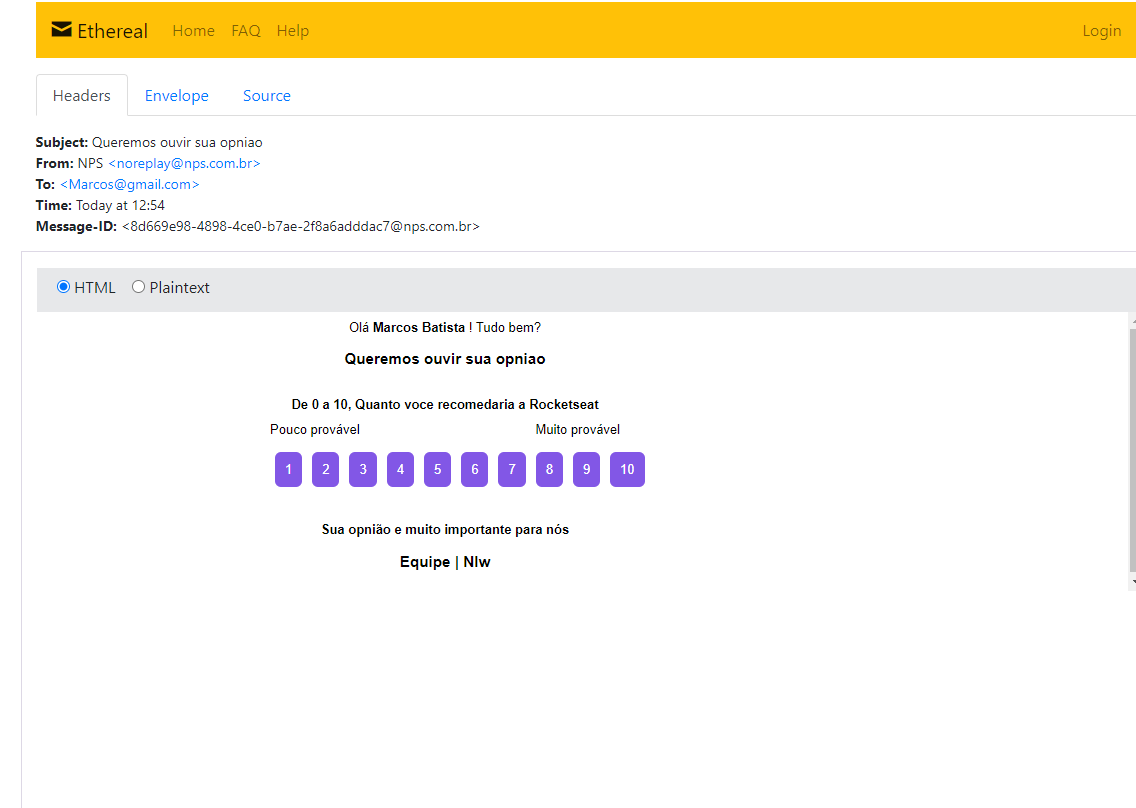 Ethereal Home FAQ Help Login
Headers Envelope Source
Subject: Queremos ouvir sua opniao
From: NPS <noreplay@nps.com.br>
To: <Marcos@gmail.com>
Time: Today at 12:54
Message-ID: <8d669e98-4898-4ce0-b7ae-2f8a6adddac7@nps.com.br>
HTML Plaintext
Olá Marcos Batista ! Tudo bem?
Queremos ouvir sua opniao
De 0 a 10, Quanto voce recomedaria a Rocketseat
Pouco provável Muito provável
1 2 3 4 5 6 7 8 9 10
Sua opnião e muito importante para nós
Equipe | Nlw